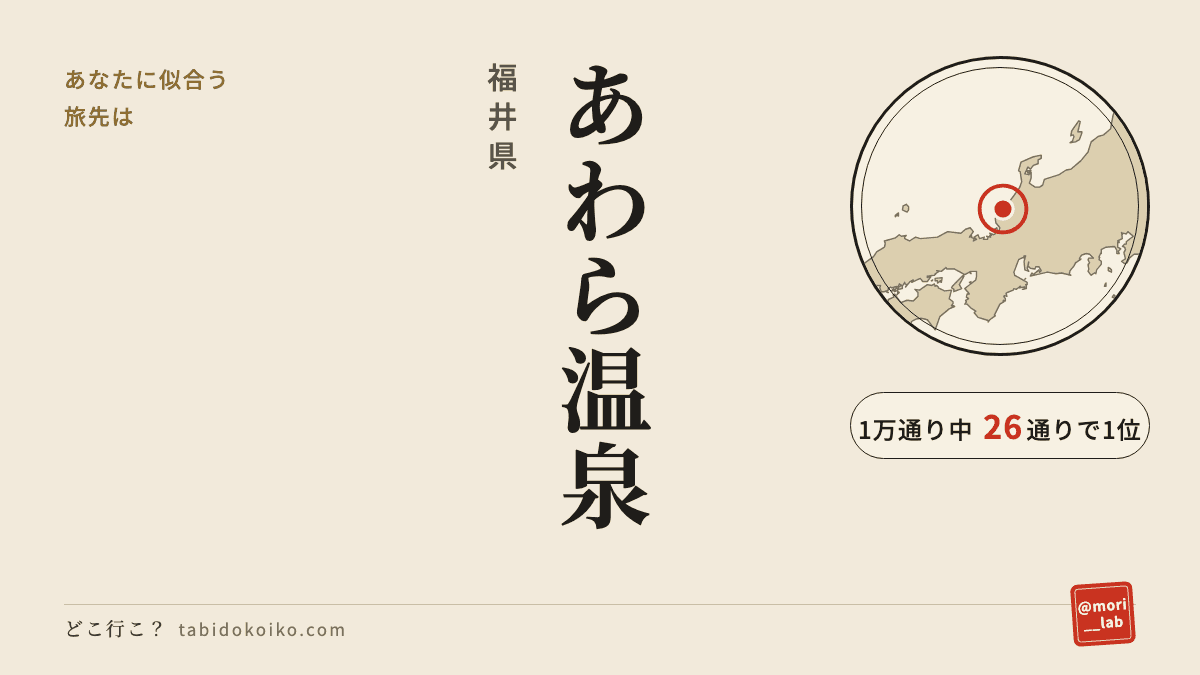 あなたに似合う
旅先は
あわら温泉
福井県
1万通り中 26通りで1位
どこ行こ？ tabidokoiko.com
@mori
__lab